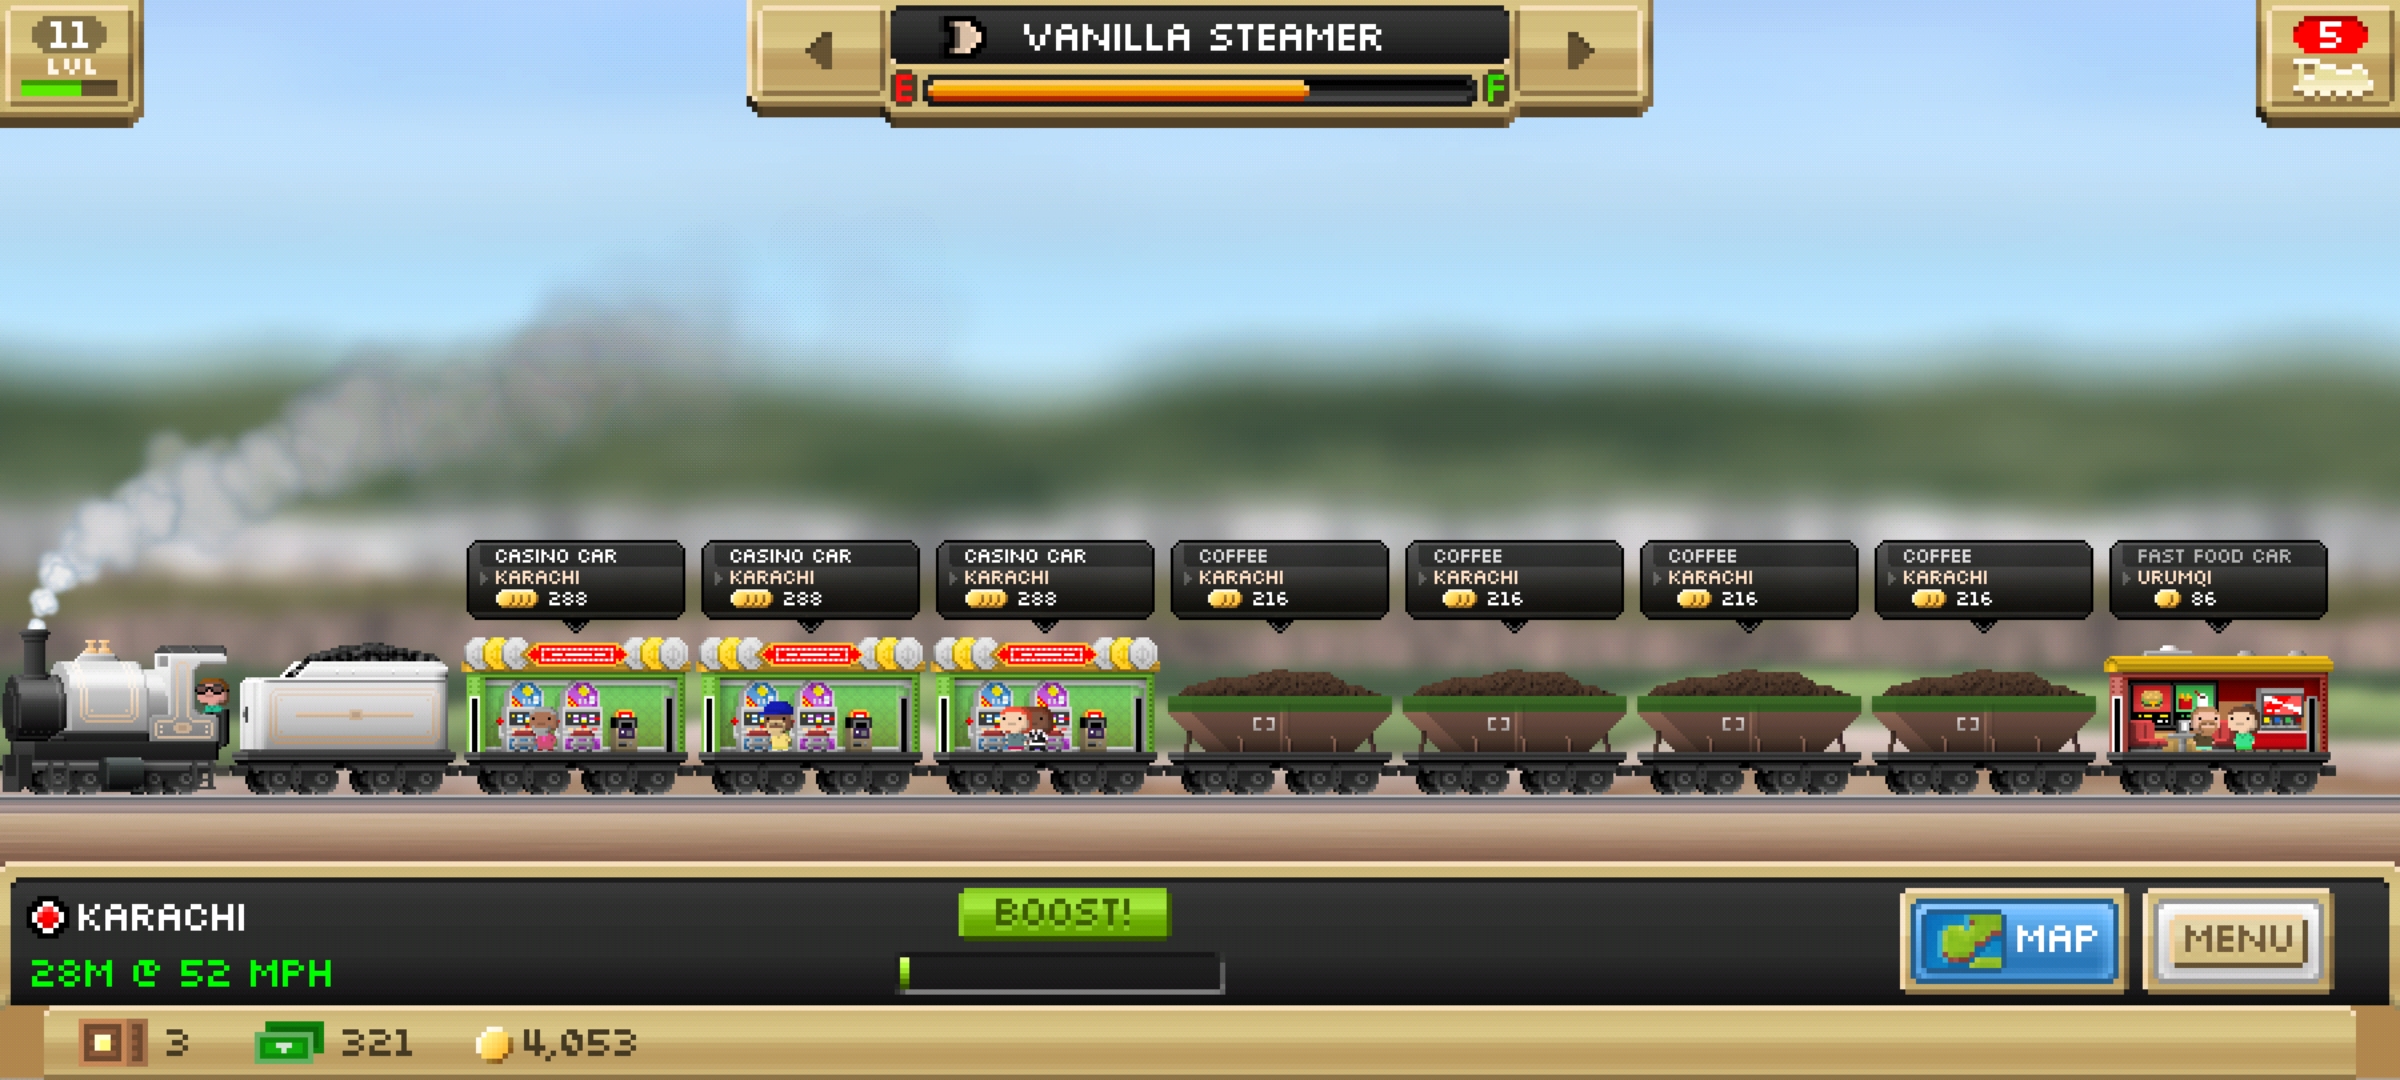 11
LVL
VANILLA STEAMER
E F
5
CASINO CAR
KARACHI
288
CASINO CAR
KARACHI
288
CASINO CAR
KARACHI
288
COFFEE
KARACHI
216
COFFEE
KARACHI
216
COFFEE
KARACHI
216
COFFEE
KARACHI
216
FAST FOOD CAR
URUMQI
86
KARACHI
28M @ 52 MPH
BOOST!
MAP
MENU
3
321
4,053